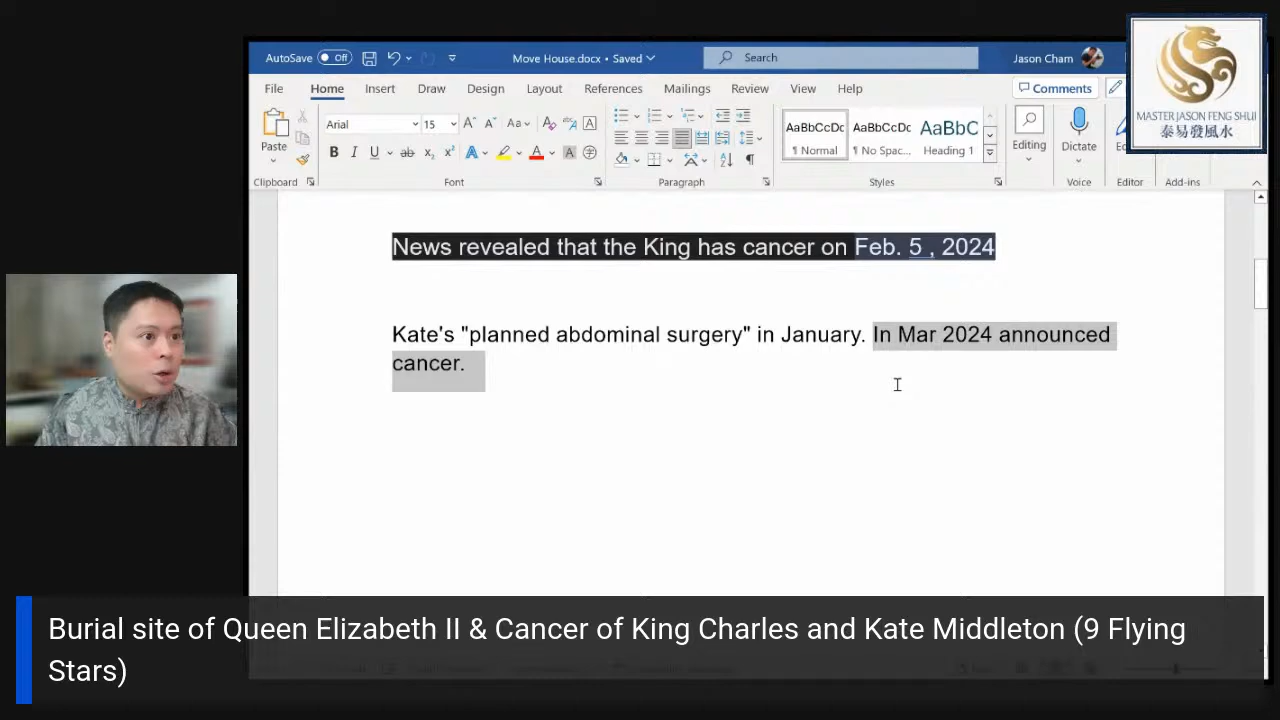 AutoSave Off Move House.docx • Saved Search Jason Cham
File Home Insert Draw Design Layout References Mailings Review View Help Comments
MASTER JASON FENG SHUI
泰易發風水
Paste Arial 15 Aa AaBbCcDc AaBbCcDc AaBbC Editing Dictate
B I U ab x₂ x² A A A ¶ Normal ¶ No Spac... Heading 1
Clipboard Font Paragraph Styles Voice Editor Add-ins
News revealed that the King has cancer on Feb. 5 , 2024
Kate's "planned abdominal surgery" in January. In Mar 2024 announced
cancer.
Burial site of Queen Elizabeth II & Cancer of King Charles and Kate Middleton (9 Flying
Stars)